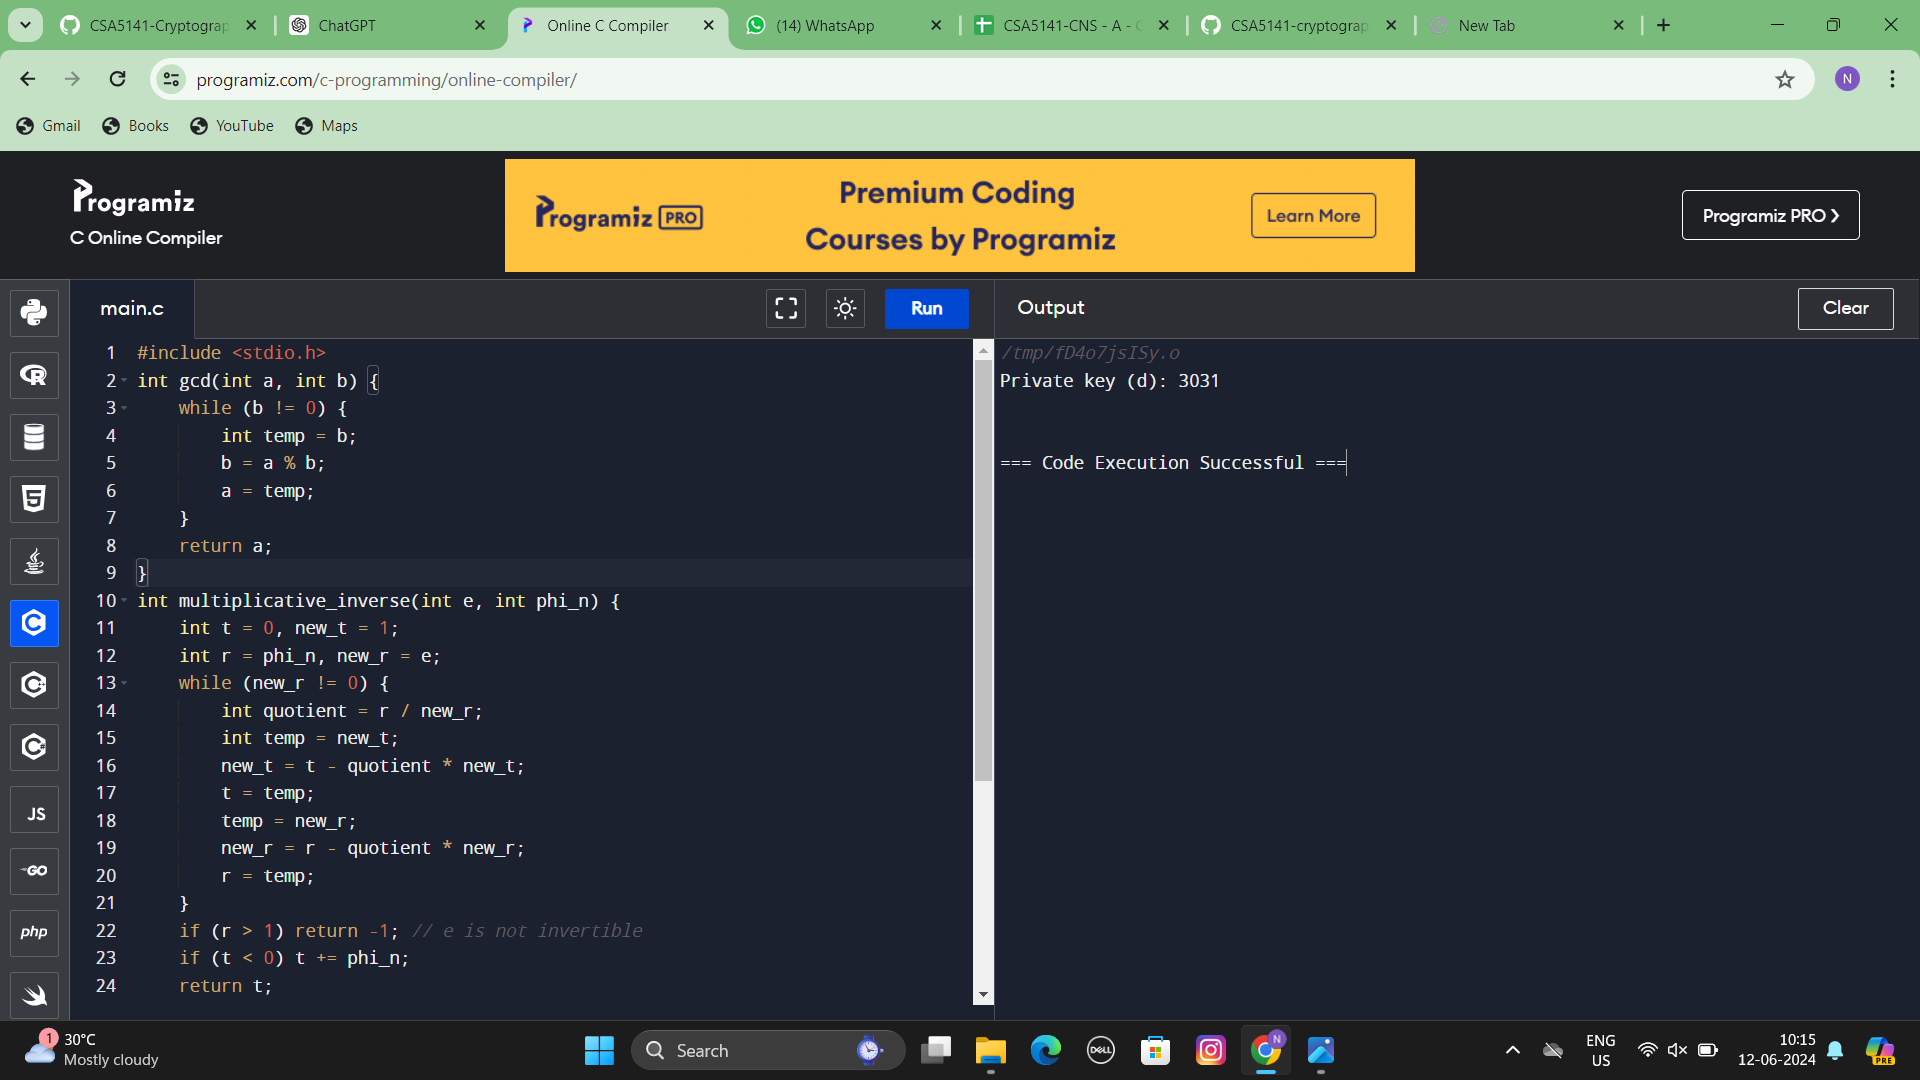 CSA5141-Cryptograp
ChatGPT
Online C Compiler
(14) WhatsApp
CSA5141-CNS - A - 
CSA5141-cryptograp
New Tab
programiz.com/c-programming/online-compiler/
N
Gmail
Books
YouTube
Maps
Programiz
C Online Compiler
Programiz PRO
Premium Coding
Courses by Programiz
Learn More
Programiz PRO ❯
main.c
Run
Output
Clear
1 #include <stdio.h>
2 int gcd(int a, int b) {
3     while (b != 0) {
4         int temp = b;
5         b = a % b;
6         a = temp;
7     }
8     return a;
9 }
10 int multiplicative_inverse(int e, int phi_n) {
11     int t = 0, new_t = 1;
12     int r = phi_n, new_r = e;
13     while (new_r != 0) {
14         int quotient = r / new_r;
15         int temp = new_t;
16         new_t = t - quotient * new_t;
17         t = temp;
18         temp = new_r;
19         new_r = r - quotient * new_r;
20         r = temp;
21     }
22     if (r > 1) return -1; // e is not invertible
23     if (t < 0) t += phi_n;
24     return t;
/tmp/fD4o7jsISy.o
Private key (d): 3031
=== Code Execution Successful ===
R
5
C
C
C
JS
GO
php
1
30°C
Mostly cloudy
Search
DELL
N
ENG
US
10:15
12-06-2024
PRE